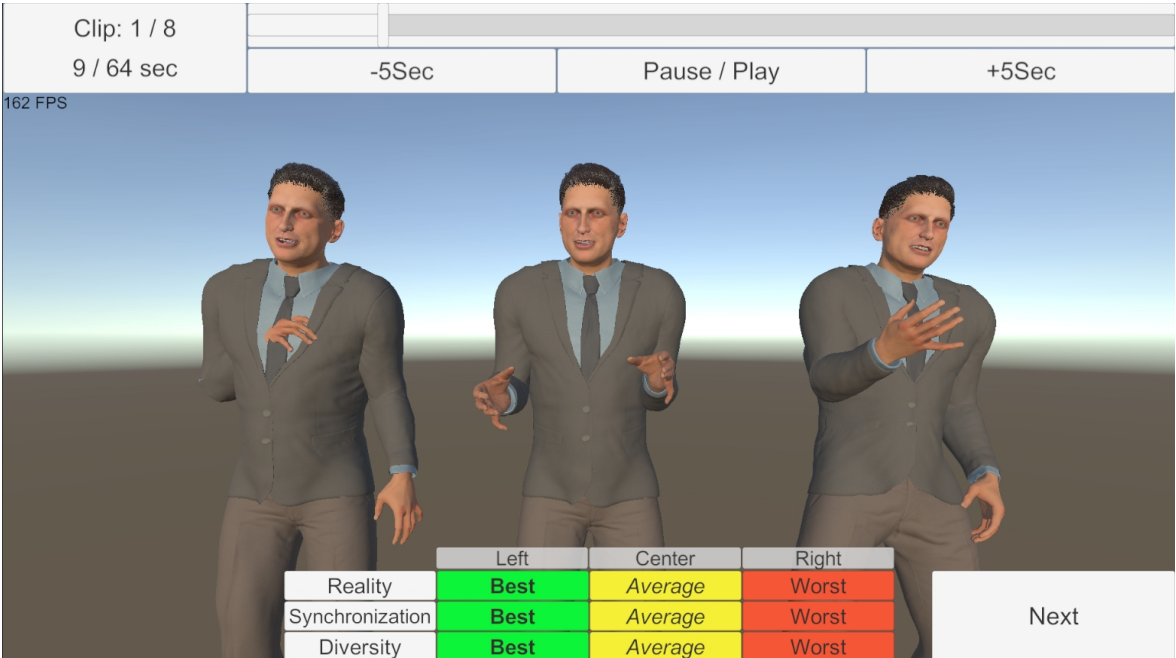 Clip: 1 / 8
9 / 64 sec
-5Sec
Pause / Play
+5Sec
162 FPS
Left
Center
Right
Reality
Best
Average
Worst
Synchronization
Best
Average
Worst
Diversity
Best
Average
Worst
Next